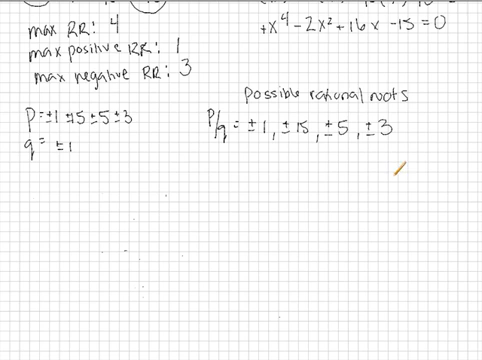 max RR: 4
+x⁴ - 2x² + 16x - 15 = 0
max positive RR: 1
max negative RR: 3
possible rational roots
P = ±1 ±15 ±5 ±3
P/q = ±1, ±15, ±5, ±3
q = ±1